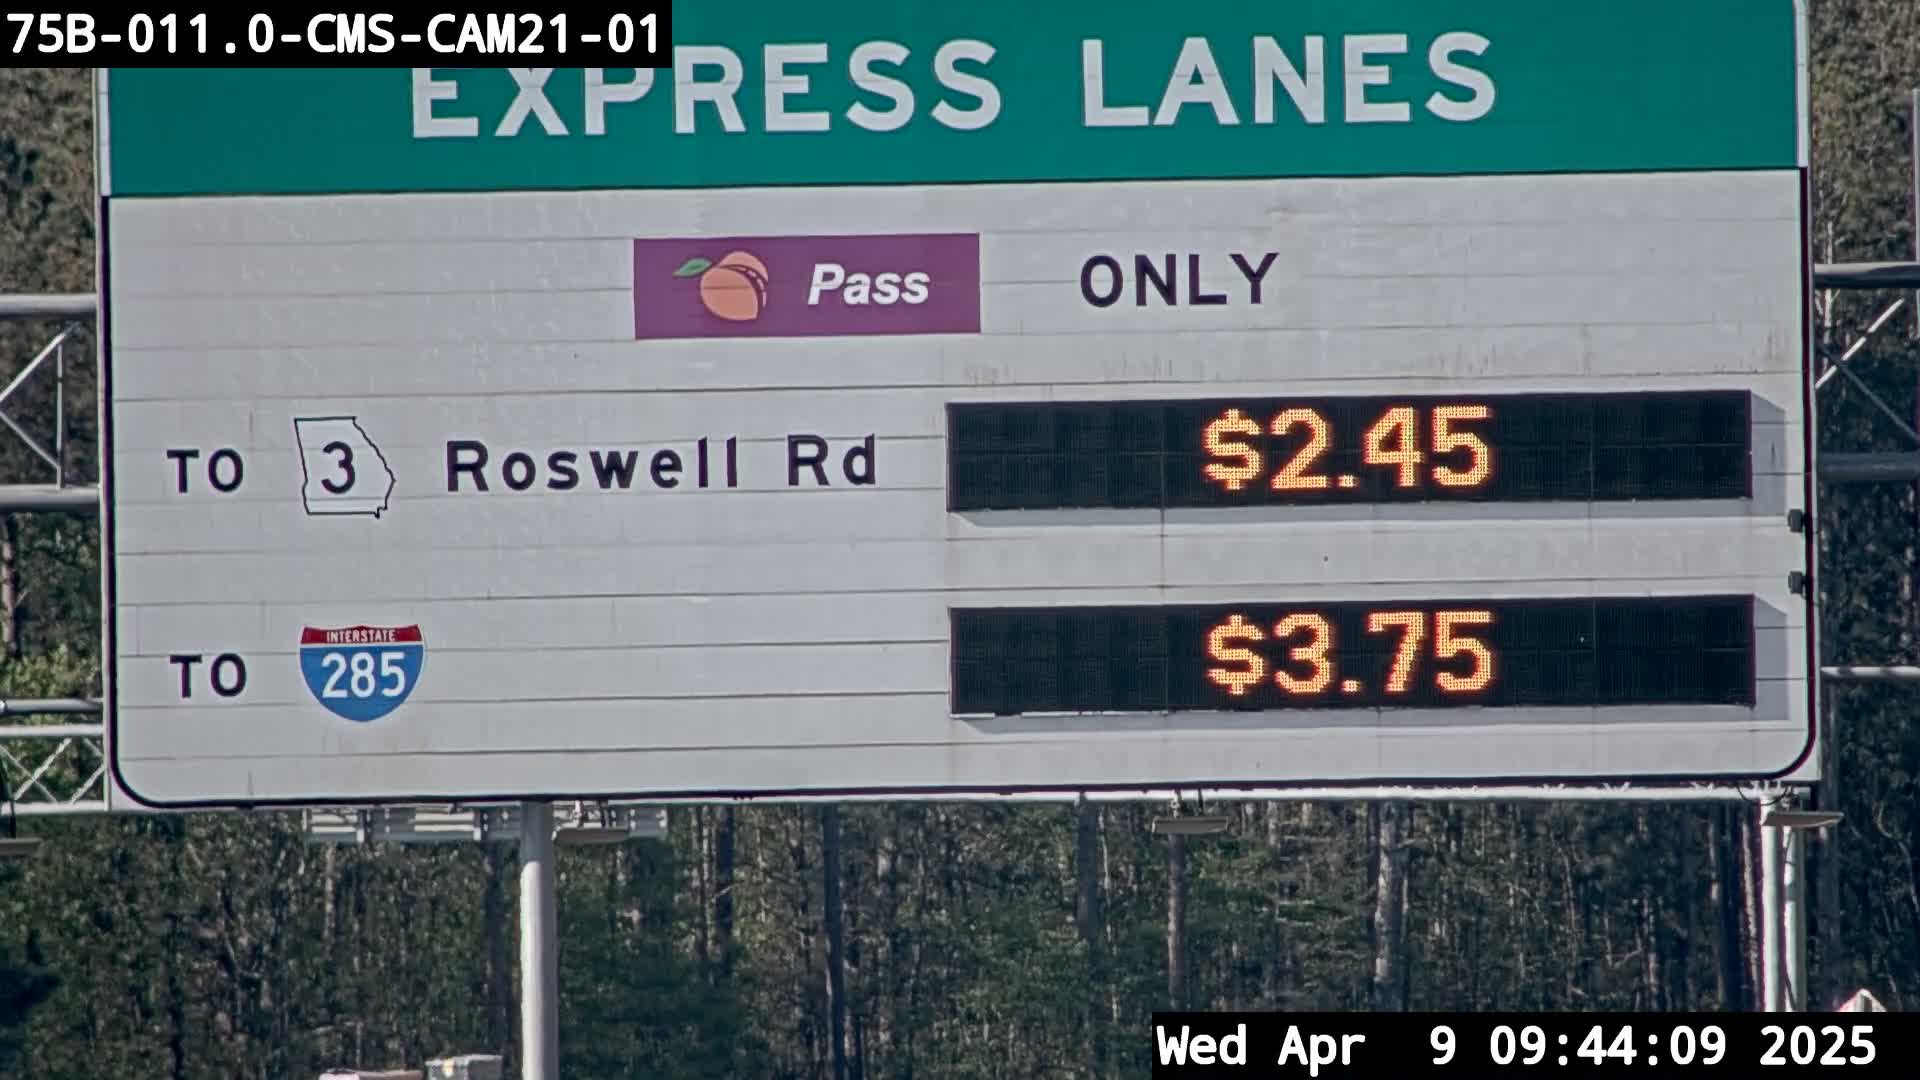 75B-011.0-CMS-CAM21-01
EXPRESS LANES
Pass ONLY
TO 3 Roswell Rd $2.45
TO INTERSTATE 285 $3.75
Wed Apr 9 09:44:09 2025